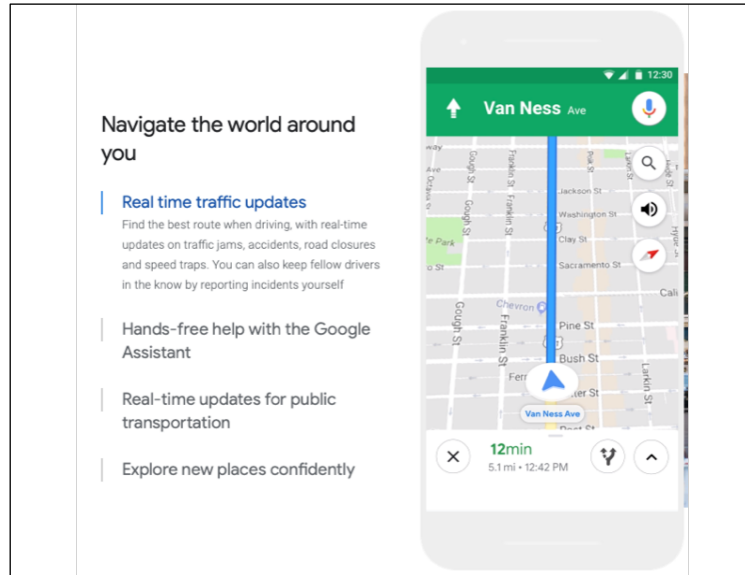 Navigate the world around
you
Real time traffic updates
Find the best route when driving, with real-time
updates on traffic jams, accidents, road closures
and speed traps. You can also keep fellow drivers
in the know by reporting incidents yourself
Hands-free help with the Google
Assistant
Real-time updates for public
transportation
Explore new places confidently
12:30
Van Ness Ave
Gough St
Franklin St
Polk St
Larkin St
Jackson St
Washington St
Clay St
Sacramento St
Chevron
Gough St
Franklin St
Pine St
Bush St
Larkin St
Van Ness Ave
12min
5.1 mi • 12:42 PM